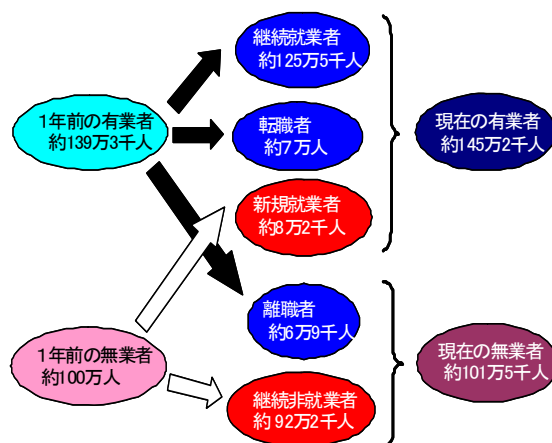 継続就業者
約125万5千人
1年前の有業者
約139万3千人
転職者
約7万人
現在の有業者
約145万2千人
新規就業者
約8万2千人
離職者
約6万9千人
1年前の無業者
約100万人
現在の無業者
約101万5千人
継続非就業者
約 92万2千人